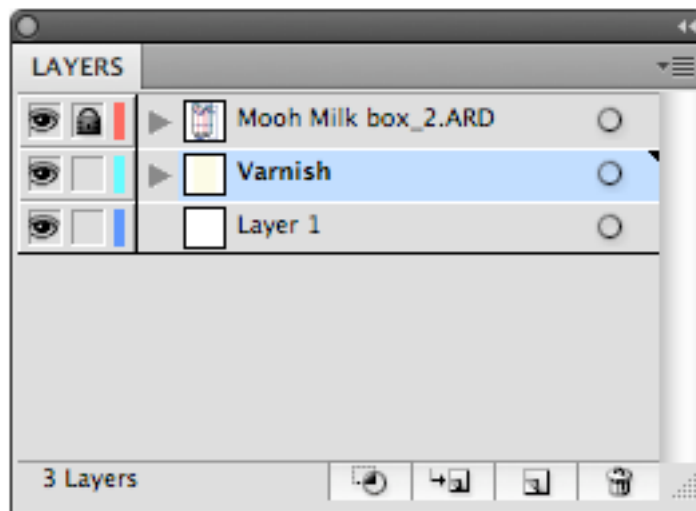 LAYERS
Mooh Milk box_2.ARD
Varnish
Layer 1
3 Layers